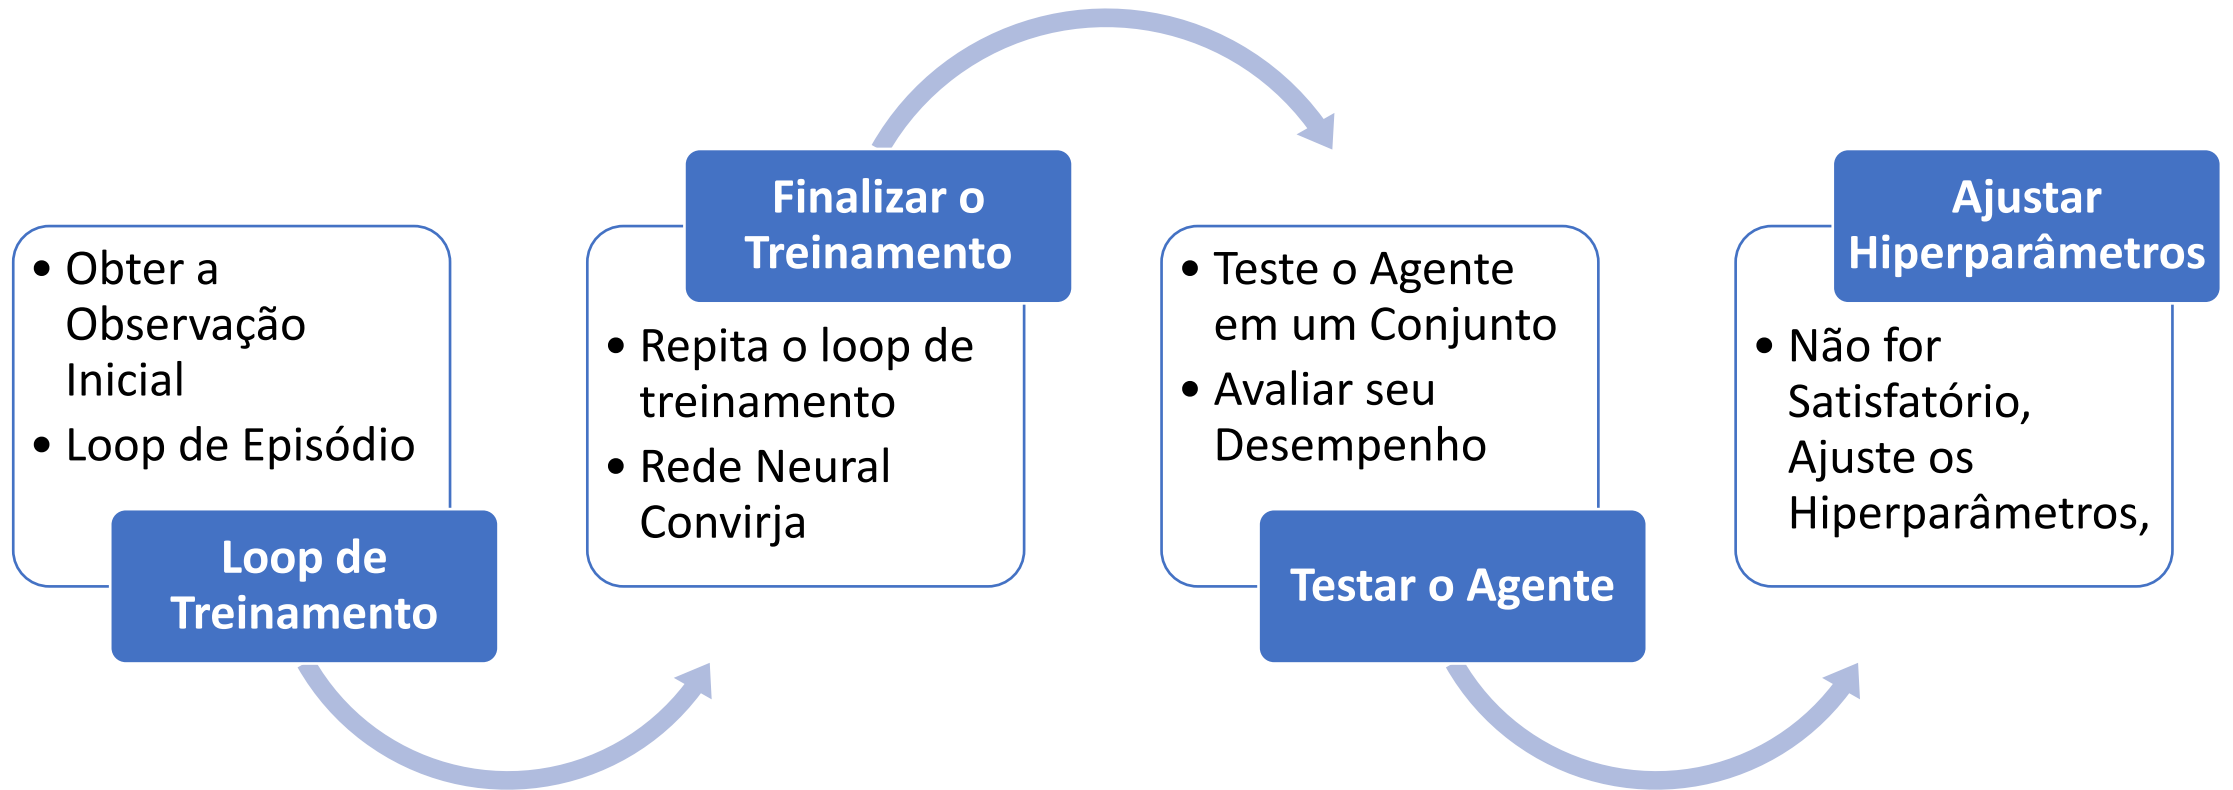 • Obter a
Observação
Inicial
• Loop de Episódio
Loop de
Treinamento
Finalizar o
Treinamento
• Repita o loop de
treinamento
• Rede Neural
Convirja
• Teste o Agente
em um Conjunto
• Avaliar seu
Desempenho
Testar o Agente
Ajustar
Hiperparâmetros
• Não for
Satisfatório,
Ajuste os
Hiperparâmetros,